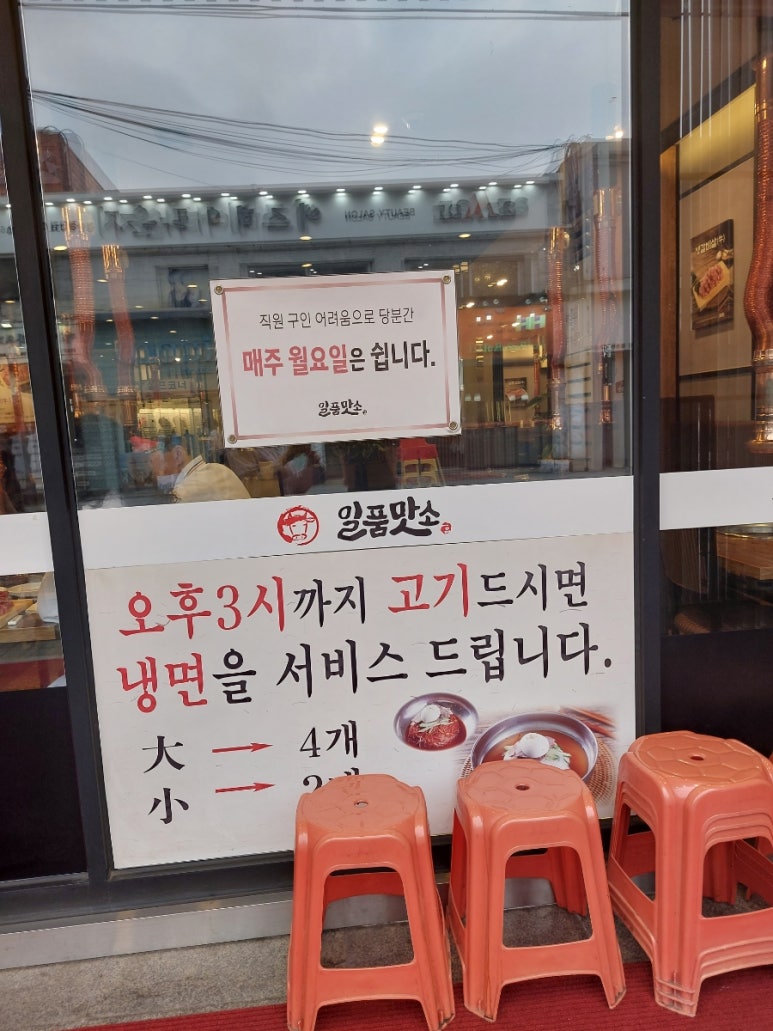 직원 구인 어려움으로 당분간
매주 월요일은 쉽니다.
일품맛소
일품맛소
오후3시까지 고기드시면
냉면을 서비스 드립니다.
大 → 4개
小 →
BEAUTY SALON